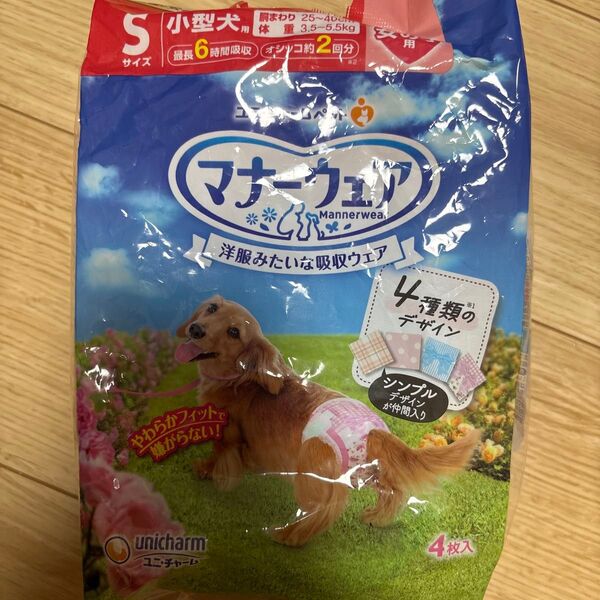 S
サイズ
小型犬用
胴まわり 25~40cm
体重 3.5~5.5kg
用
最長6時間吸収
オシッコ約2回分
※2
マナーウェア
Mannerwear
洋服みたいな吸収ウェア
4種類の※1
デザイン
シンプル
デザイン
が仲間入り
やわらかフィットで
嫌がらない!
unicharm
ユニ・チャーム
4枚入